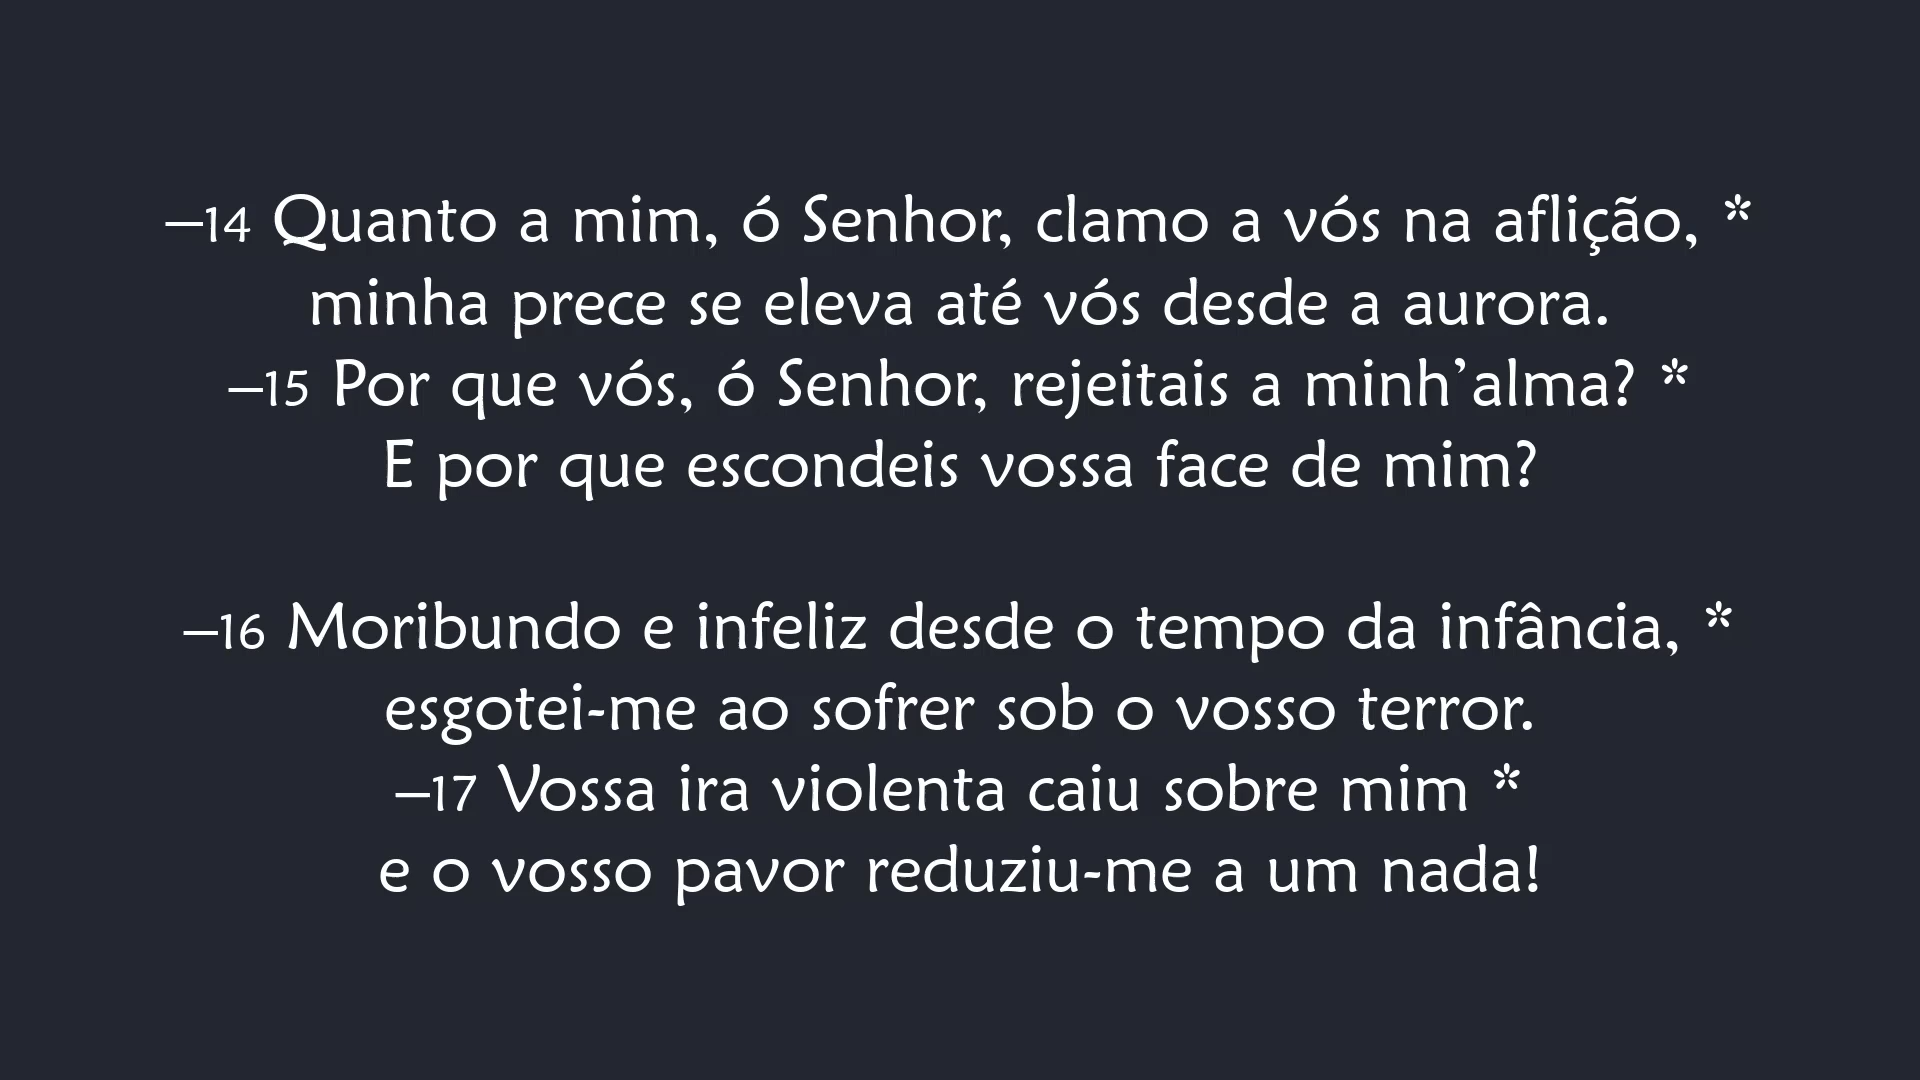 –14 Quanto a mim, ó Senhor, clamo a vós na aflição, *
minha prece se eleva até vós desde a aurora.
–15 Por que vós, ó Senhor, rejeitais a minh’alma? *
E por que escondeis vossa face de mim?
–16 Moribundo e infeliz desde o tempo da infância, *
esgotei-me ao sofrer sob o vosso terror.
–17 Vossa ira violenta caiu sobre mim *
e o vosso pavor reduziu-me a um nada!